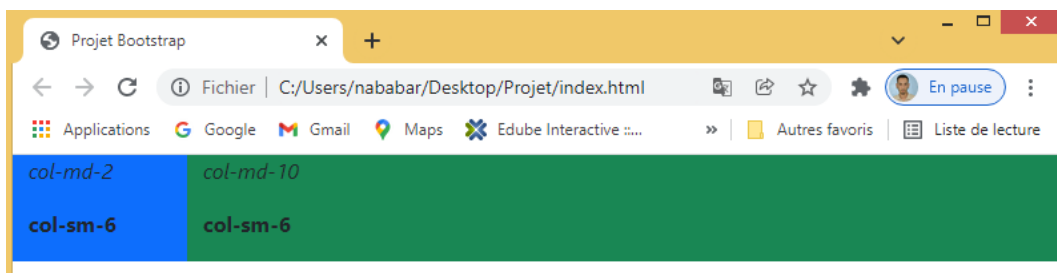 Projet Bootstrap
Fichier C:/Users/nababar/Desktop/Projet/index.html En pause
Applications Google Gmail Maps Edube Interactive ::... » Autres favoris Liste de lecture
col-md-2 col-md-10
col-sm-6 col-sm-6